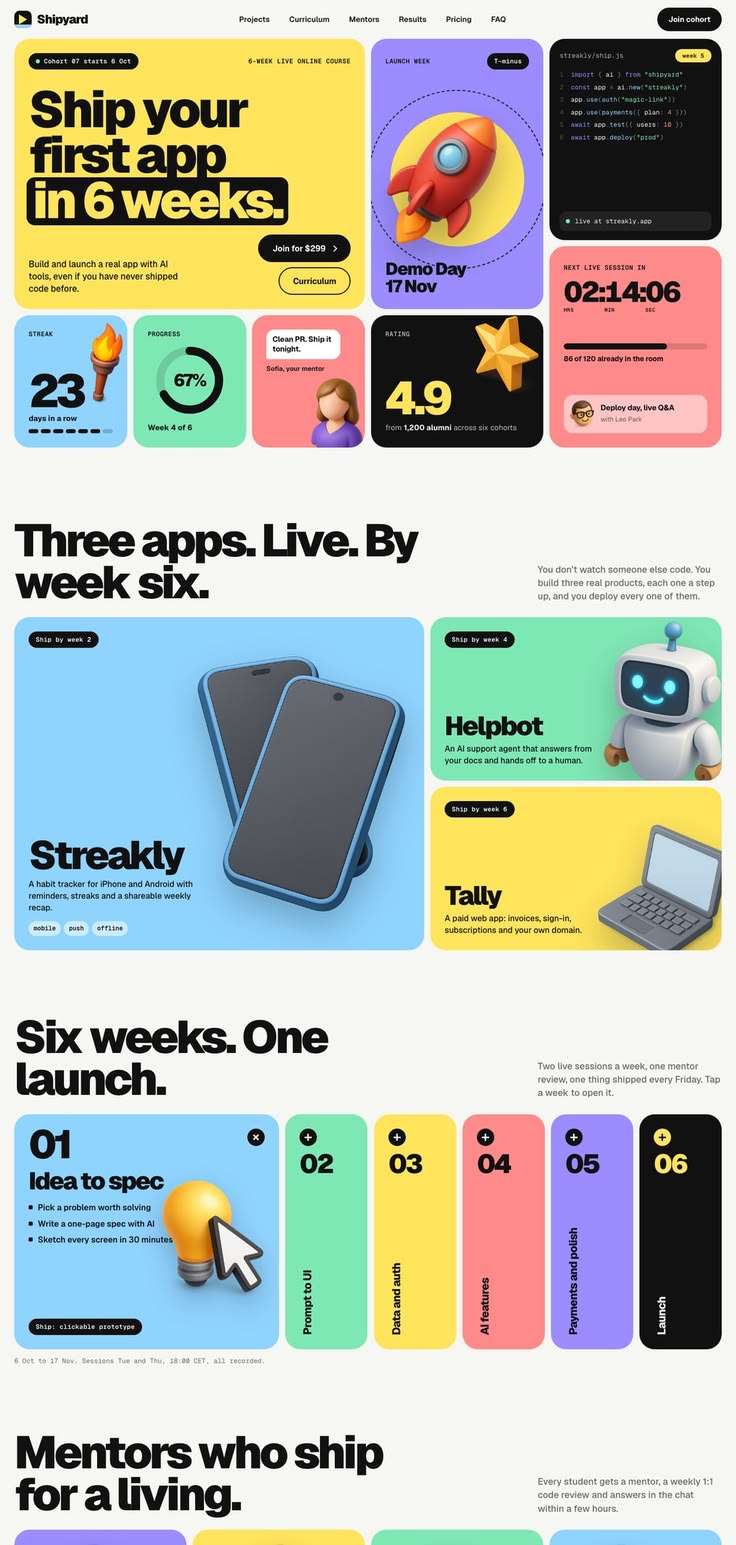 Shipyard
Projects
Curriculum
Mentors
Results
Pricing
FAQ
Join cohort
Cohort 07 starts 6 Oct
6-WEEK LIVE ONLINE COURSE
Ship your
first app
in 6 weeks.
Build and launch a real app with AI
tools, even if you have never shipped
code before.
Join for $299
Curriculum
LAUNCH WEEK
T-minus
Demo Day
17 Nov
streakly/ship.js
week 5
1 import { ai } from "shipyard"
2 const app = ai.new("streakly")
3 app.use(auth("magic-link"))
4 app.use(payments({ plan: 4 }))
5 await app.test({ users: 10 })
6 await app.deploy("prod")
live at streakly.app
NEXT LIVE SESSION IN
02:14:06
HRS MIN SEC
86 of 120 already in the room
Deploy day, live Q&A
with Leo Park
STREAK
23
days in a row
PROGRESS
67%
Week 4 of 6
Clean PR. Ship it
tonight.
Sofia, your mentor
RATING
4.9
from 1,200 alumni across six cohorts
Three apps. Live. By
week six.
You don't watch someone else code. You
build three real products, each one a step
up, and you deploy every one of them.
Ship by week 2
Streakly
A habit tracker for iPhone and Android with
reminders, streaks and a shareable weekly
recap.
mobile
push
offline
Ship by week 4
Helpbot
An AI support agent that answers from
your docs and hands off to a human.
Ship by week 6
Tally
A paid web app: invoices, sign-in,
subscriptions and your own domain.
Six weeks. One
launch.
Two live sessions a week, one mentor
review, one thing shipped every Friday. Tap
a week to open it.
01
Idea to spec
Pick a problem worth solving
Write a one-page spec with AI
Sketch every screen in 30 minutes
Ship: clickable prototype
02
Prompt to UI
03
Data and auth
04
AI features
05
Payments and polish
06
Launch
6 Oct to 17 Nov. Sessions Tue and Thu, 18:00 CET, all recorded.
Mentors who ship
for a living.
Every student gets a mentor, a weekly 1:1
code review and answers in the chat
within a few hours.